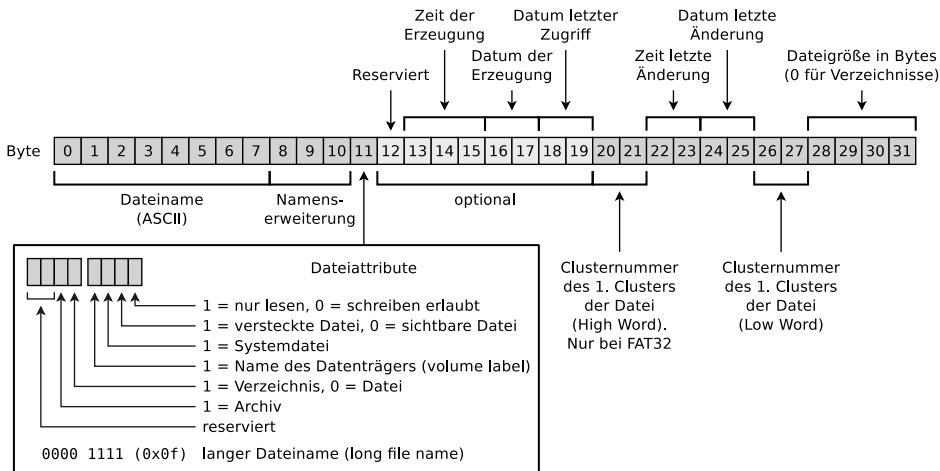 Zeit der
Erzeugung
Datum letzter
Zugriff
Datum letzte
Änderung
Reserviert
Datum der
Erzeugung
Zeit letzte
Änderung
Dateigröße in Bytes
(0 für Verzeichnisse)
Byte 0 1 2 3 4 5 6 7 8 9 10 11 12 13 14 15 16 17 18 19 20 21 22 23 24 25 26 27 28 29 30 31
Dateiname
(ASCII)
Namens-
erweiterung
optional
Clusternummer
des 1. Clusters
der Datei
(High Word).
Nur bei FAT32
Clusternummer
des 1. Clusters
der Datei
(Low Word)
Dateiattribute
1 = nur lesen, 0 = schreiben erlaubt
1 = versteckte Datei, 0 = sichtbare Datei
1 = Systemdatei
1 = Name des Datenträgers (volume label)
1 = Verzeichnis, 0 = Datei
1 = Archiv
reserviert
0000 1111 (0x0f) langer Dateiname (long file name)